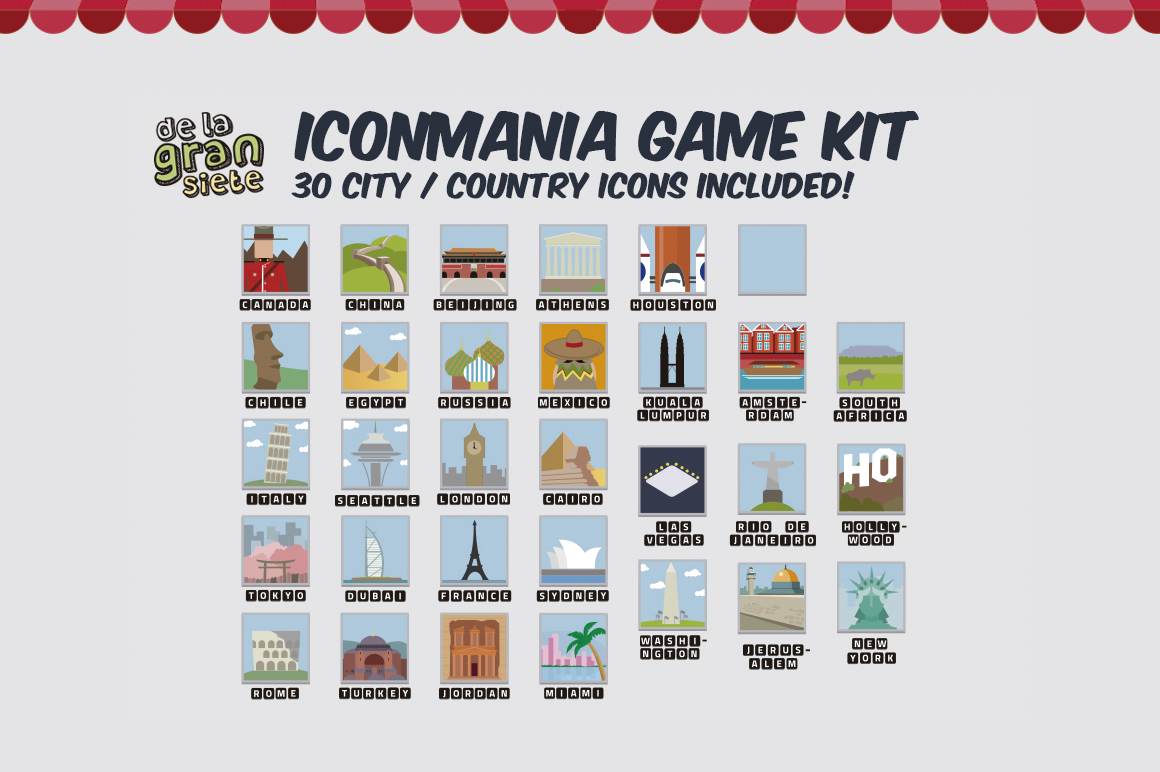 de la
gran
siete
ICONMANIA GAME KIT
30 CITY / COUNTRY ICONS INCLUDED!
CANADA
CHINA
BEIJING
ATHENS
HOUSTON
CHILE
EGYPT
RUSSIA
MEXICO
KUALA
LUMPUR
AMSTE-
RDAM
SOUTH
AFRICA
ITALY
SEATTLE
LONDON
CAIRO
LAS
VEGAS
RIO DE
JANEIRO
HO
HOLLY-
WOOD
TOKYO
DUBAI
FRANCE
SYDNEY
WASHI-
NGTON
JERUS-
ALEM
NEW
YORK
ROME
TURKEY
JORDAN
MIAMI